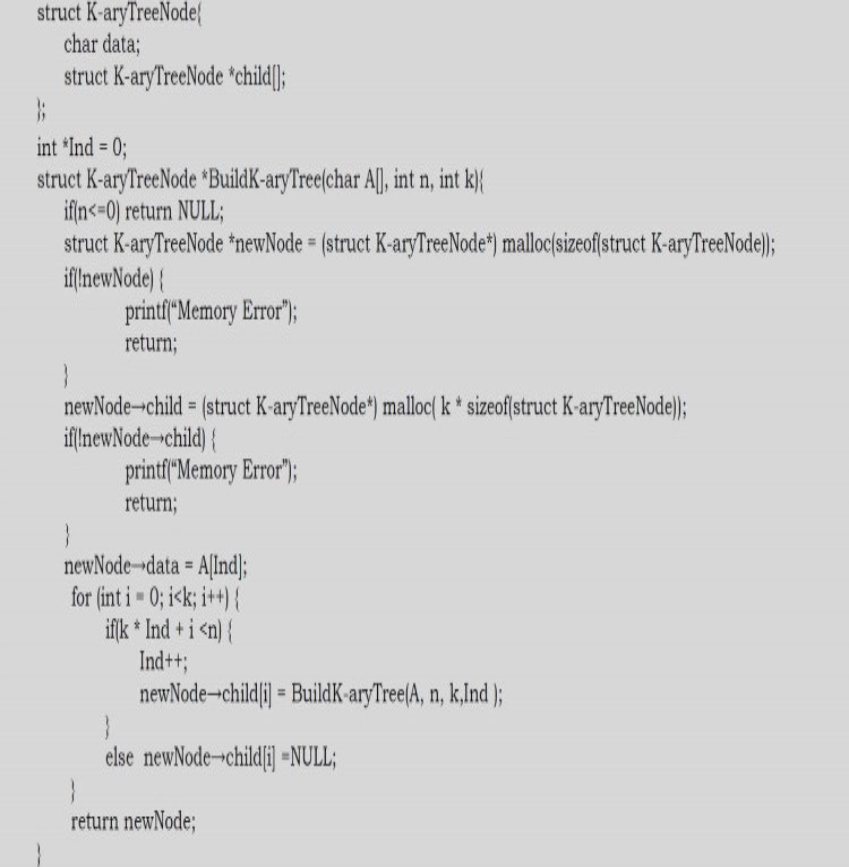 struct K-aryTreeNode{
char data;
struct K-aryTreeNode *child[];
};
int *Ind = 0;
struct K-aryTreeNode *BuildK-aryTree(char A[], int n, int k){
if(n<=0) return NULL;
struct K-aryTreeNode *newNode = (struct K-aryTreeNode*) malloc(sizeof(struct K-aryTreeNode));
if(!newNode) {
printf(“Memory Error”);
return;
}
newNode→child = (struct K-aryTreeNode*) malloc( k * sizeof(struct K-aryTreeNode));
if(!newNode→child) {
printf(“Memory Error”);
return;
}
newNode→data = A[Ind];
for (int i = 0; i<k; i++) {
if(k * Ind + i <n) {
Ind++;
newNode→child[i] = BuildK-aryTree(A, n, k,Ind );
}
else newNode→child[i] =NULL;
}
return newNode;
}